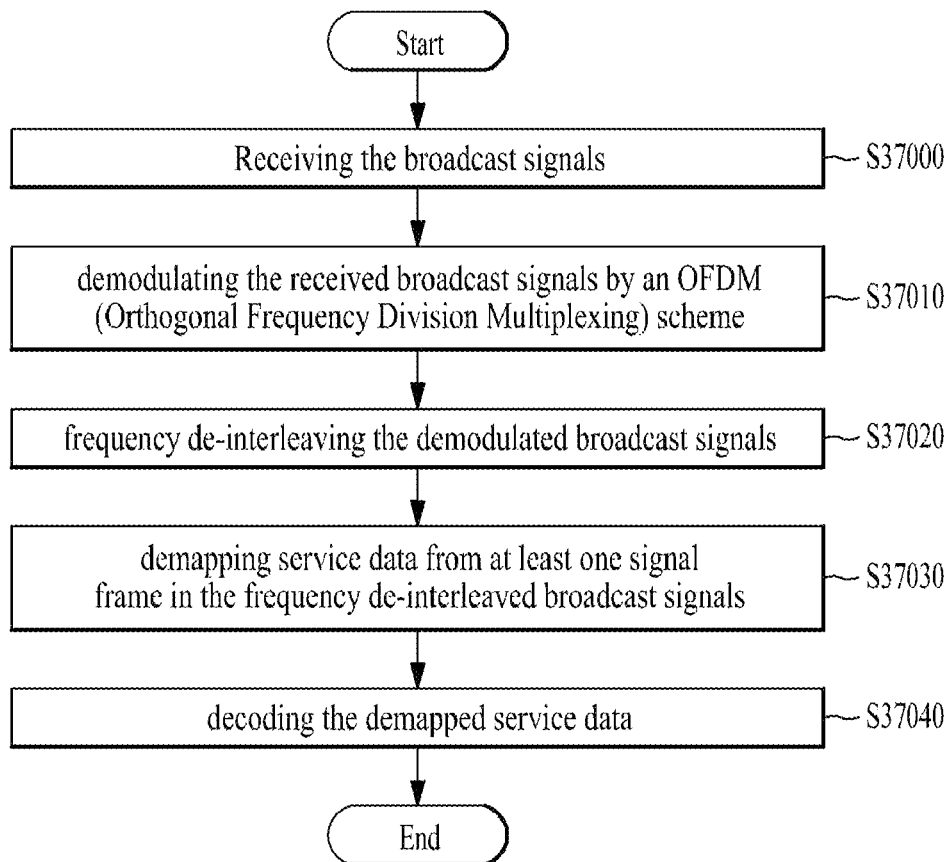 Start
Receiving the broadcast signals
S37000
demodulating the received broadcast signals by an OFDM
(Orthogonal Frequency Division Multiplexing) scheme
S37010
frequency de-interleaving the demodulated broadcast signals
S37020
demapping service data from at least one signal
frame in the frequency de-interleaved broadcast signals
S37030
decoding the demapped service data
S37040
End